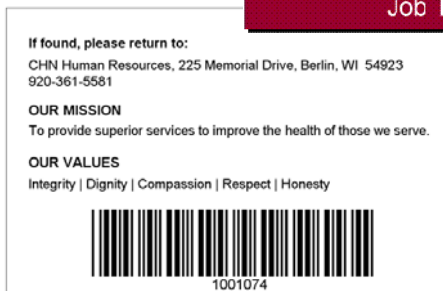 Job
If found, please return to:
CHN Human Resources, 225 Memorial Drive, Berlin, WI 54923
920-361-5581
OUR MISSION
To provide superior services to improve the health of those we serve.
OUR VALUES
Integrity | Dignity | Compassion | Respect | Honesty
1001074